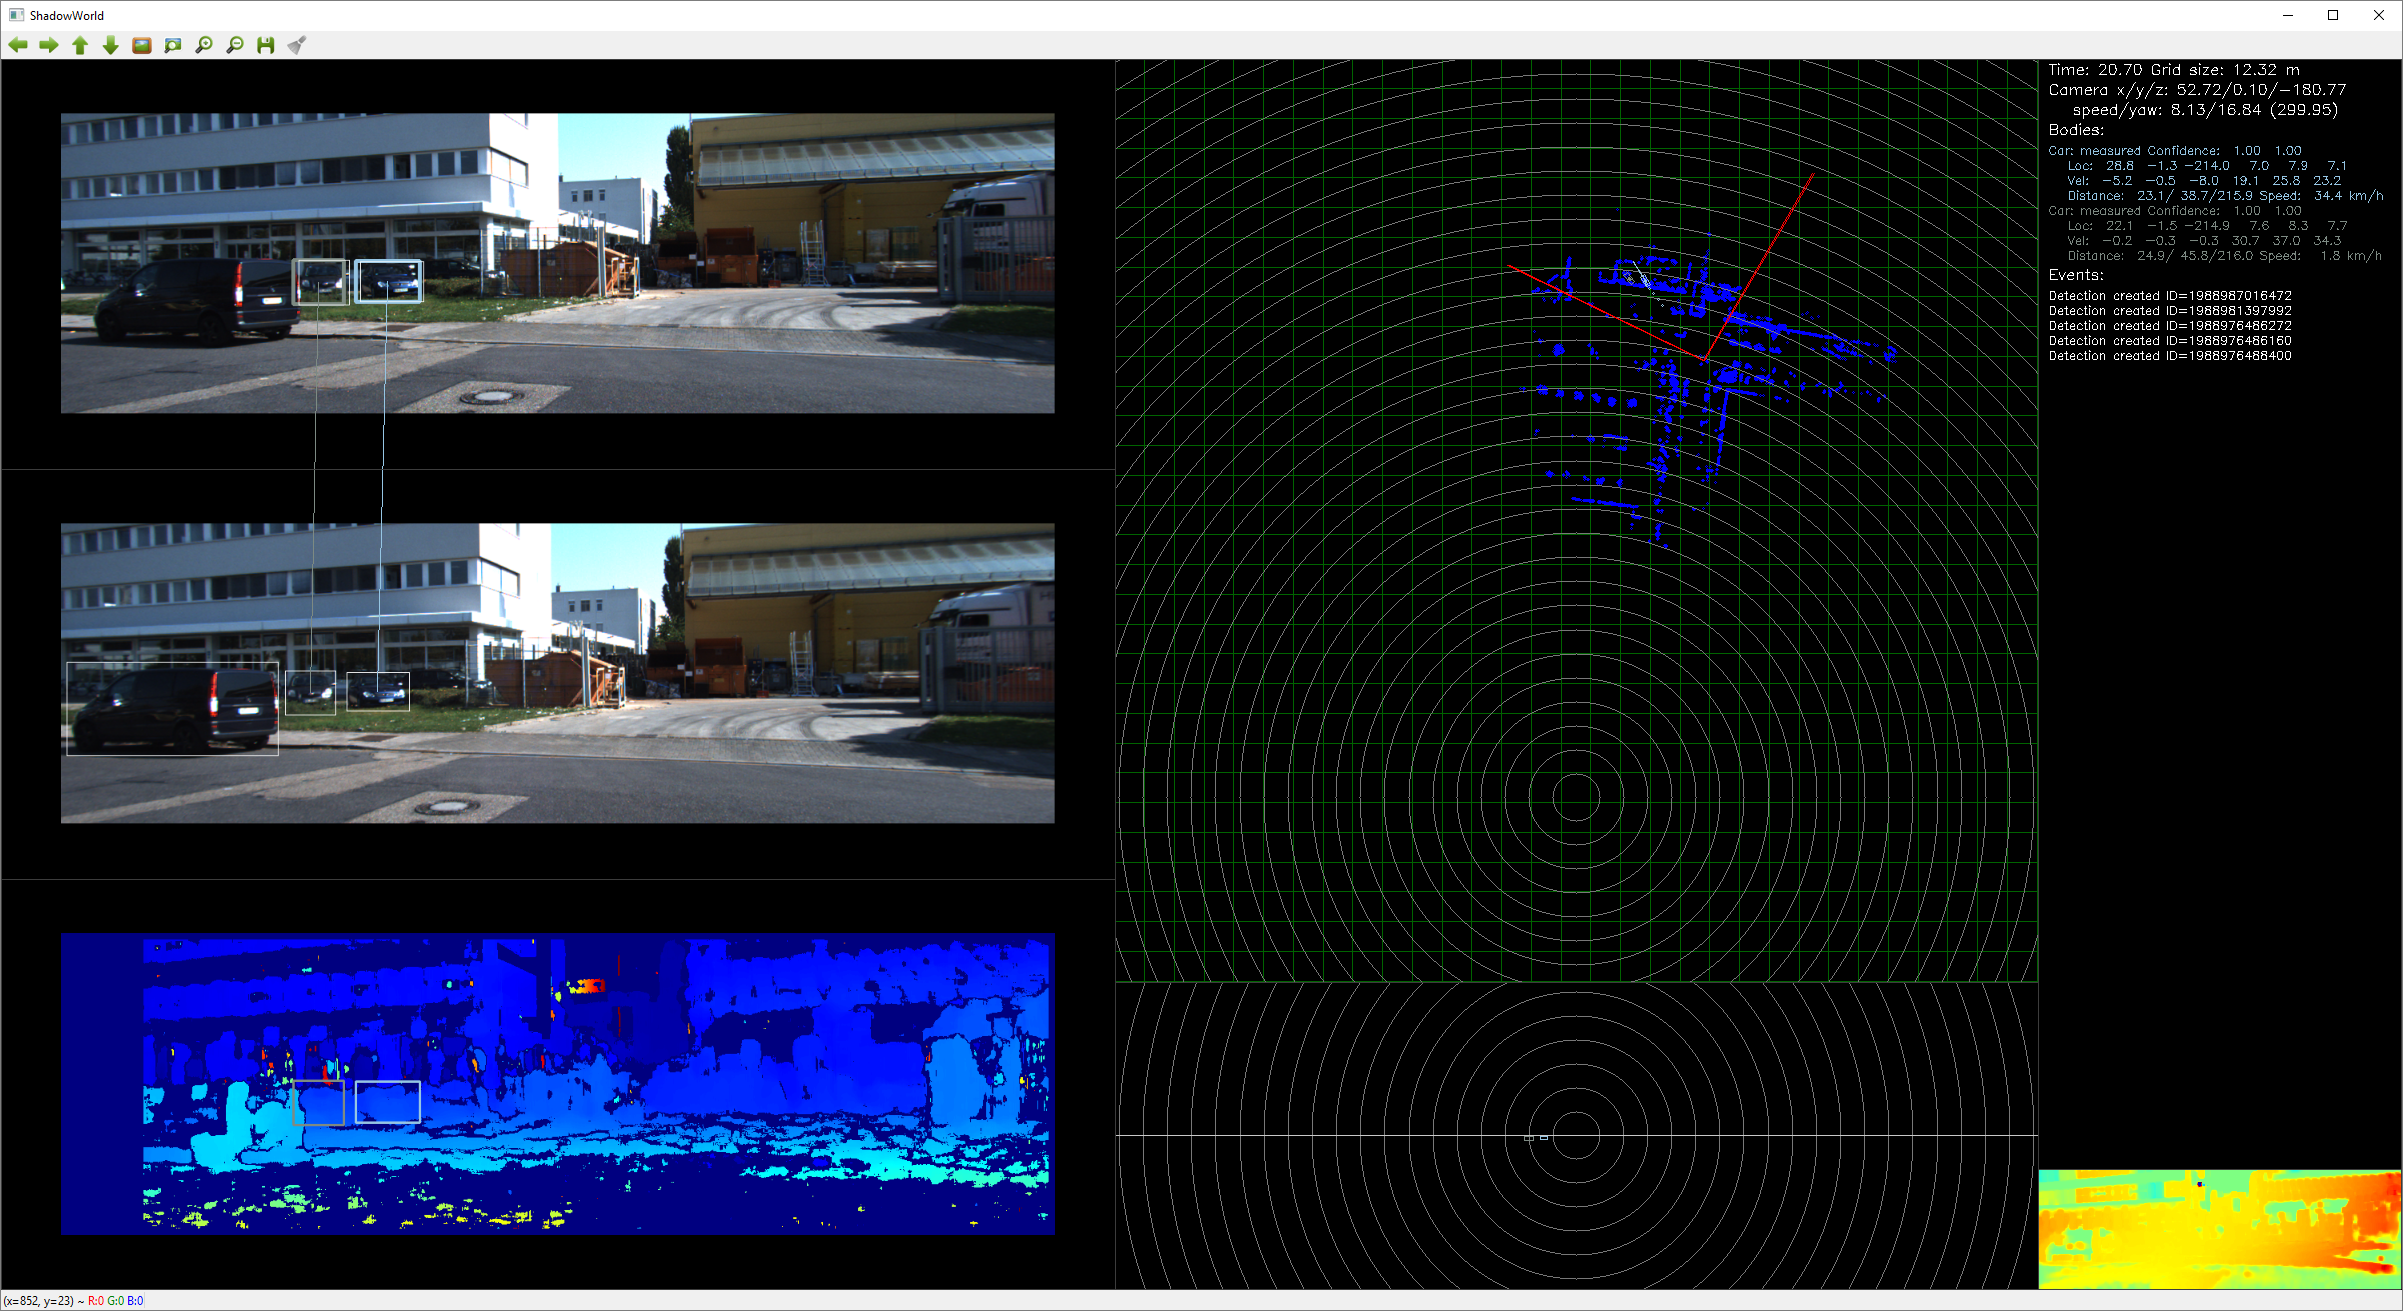 ShadowWorld
Time: 20.70 Grid size: 12.32 m
Camera x/y/z: 52.72/0.10/-180.77
speed/yaw: 8.13/16.84 (299.95)
Bodies:
Car: measured Confidence: 1.00 1.00
Loc: 28.8 -1.3 -214.0 7.0 7.9 7.1
Vel: -5.2 -0.5 -8.0 19.1 25.8 23.2
Distance: 23.1/ 38.7/215.9 Speed: 34.4 km/h
Car: measured Confidence: 1.00 1.00
Loc: 22.1 -1.5 -214.9 7.6 8.3 7.7
Vel: -0.2 -0.3 -0.3 30.7 37.0 34.3
Distance: 24.9/ 45.8/216.0 Speed: 1.8 km/h
Events:
Detection created ID=1988987016472
Detection created ID=1988981397992
Detection created ID=1988976486272
Detection created ID=1988976486160
Detection created ID=1988976488400
(x=852, y=23) ~ R:0 G:0 B:0